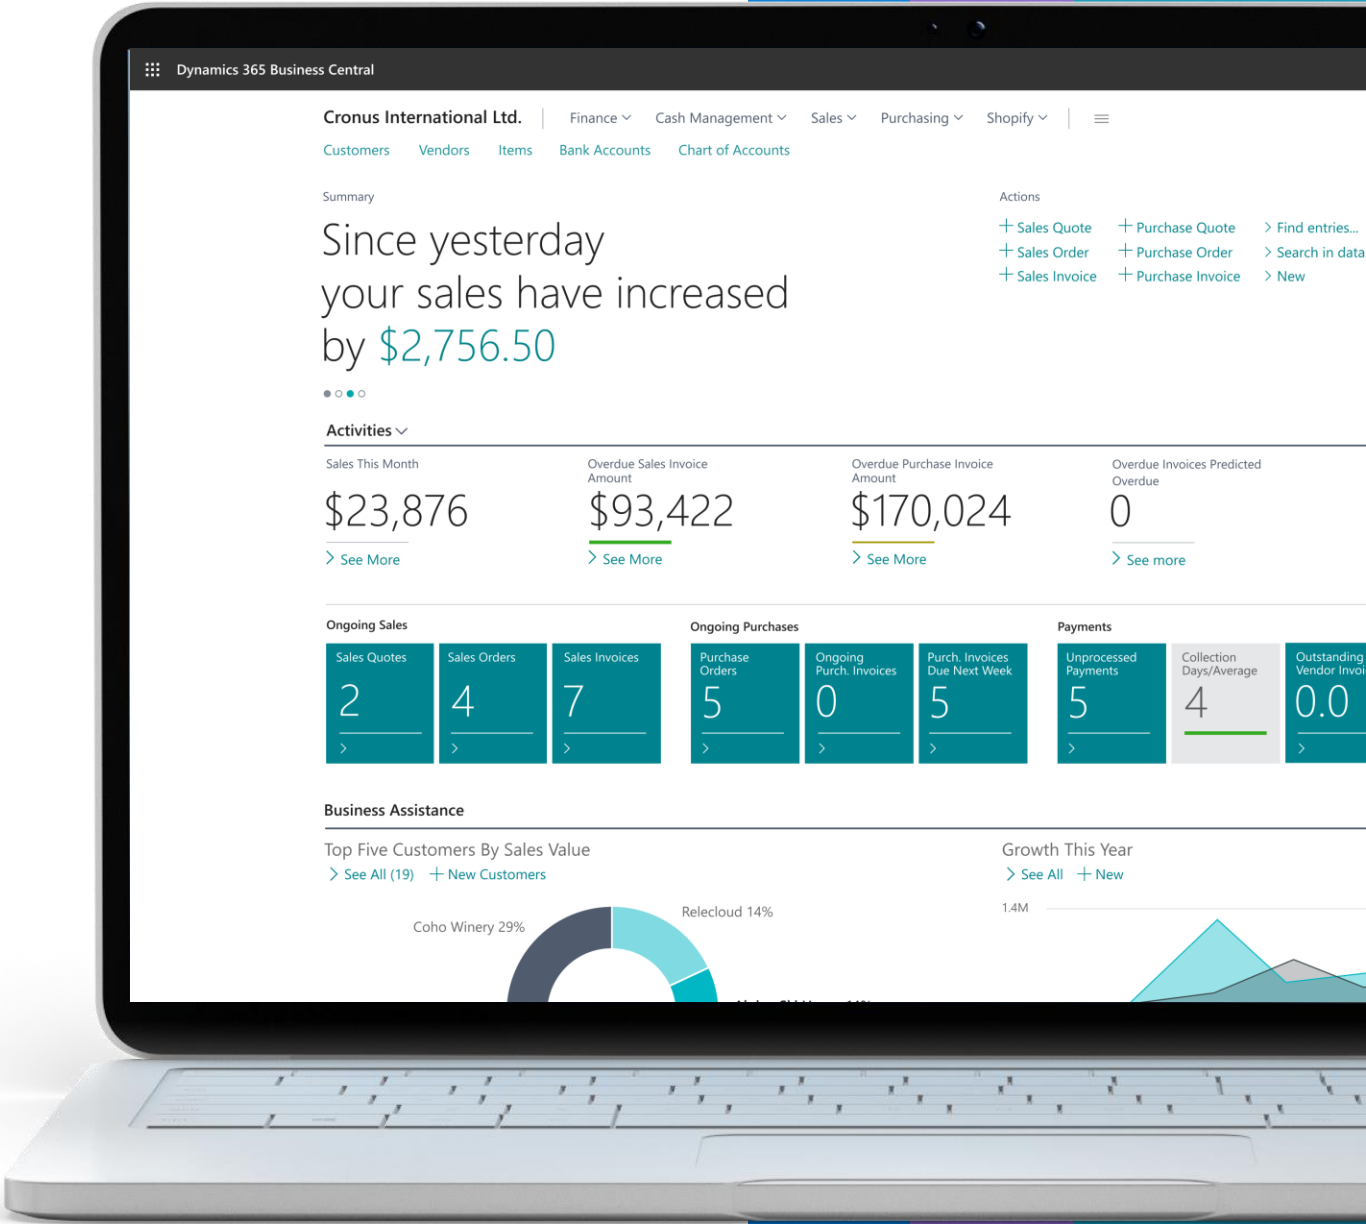 Dynamics 365 Business Central
Cronus International Ltd.
Finance
Cash Management
Sales
Purchasing
Shopify
Customers
Vendors
Items
Bank Accounts
Chart of Accounts
Summary
Since yesterday
your sales have increased
by $2,756.50
Actions
Sales Quote
Purchase Quote
Find entries...
Sales Order
Purchase Order
Search in data
Sales Invoice
Purchase Invoice
New
Activities
Sales This Month
$23,876
See More
Overdue Sales Invoice
Amount
$93,422
See More
Overdue Purchase Invoice
Amount
$170,024
See More
Overdue Invoices Predicted
Overdue
0
See more
Ongoing Sales
Sales Quotes
2
Sales Orders
4
Sales Invoices
7
Ongoing Purchases
Purchase
Orders
5
Ongoing
Purch. Invoices
0
Purch. Invoices
Due Next Week
5
Payments
Unprocessed
Payments
5
Collection
Days/Average
4
Outstanding
Vendor
0.0
Business Assistance
Top Five Customers By Sales Value
See All (19)
+ New Customers
Coho Winery 29%
Relecloud 14%
Growth This Year
See All
+ New
1.4M